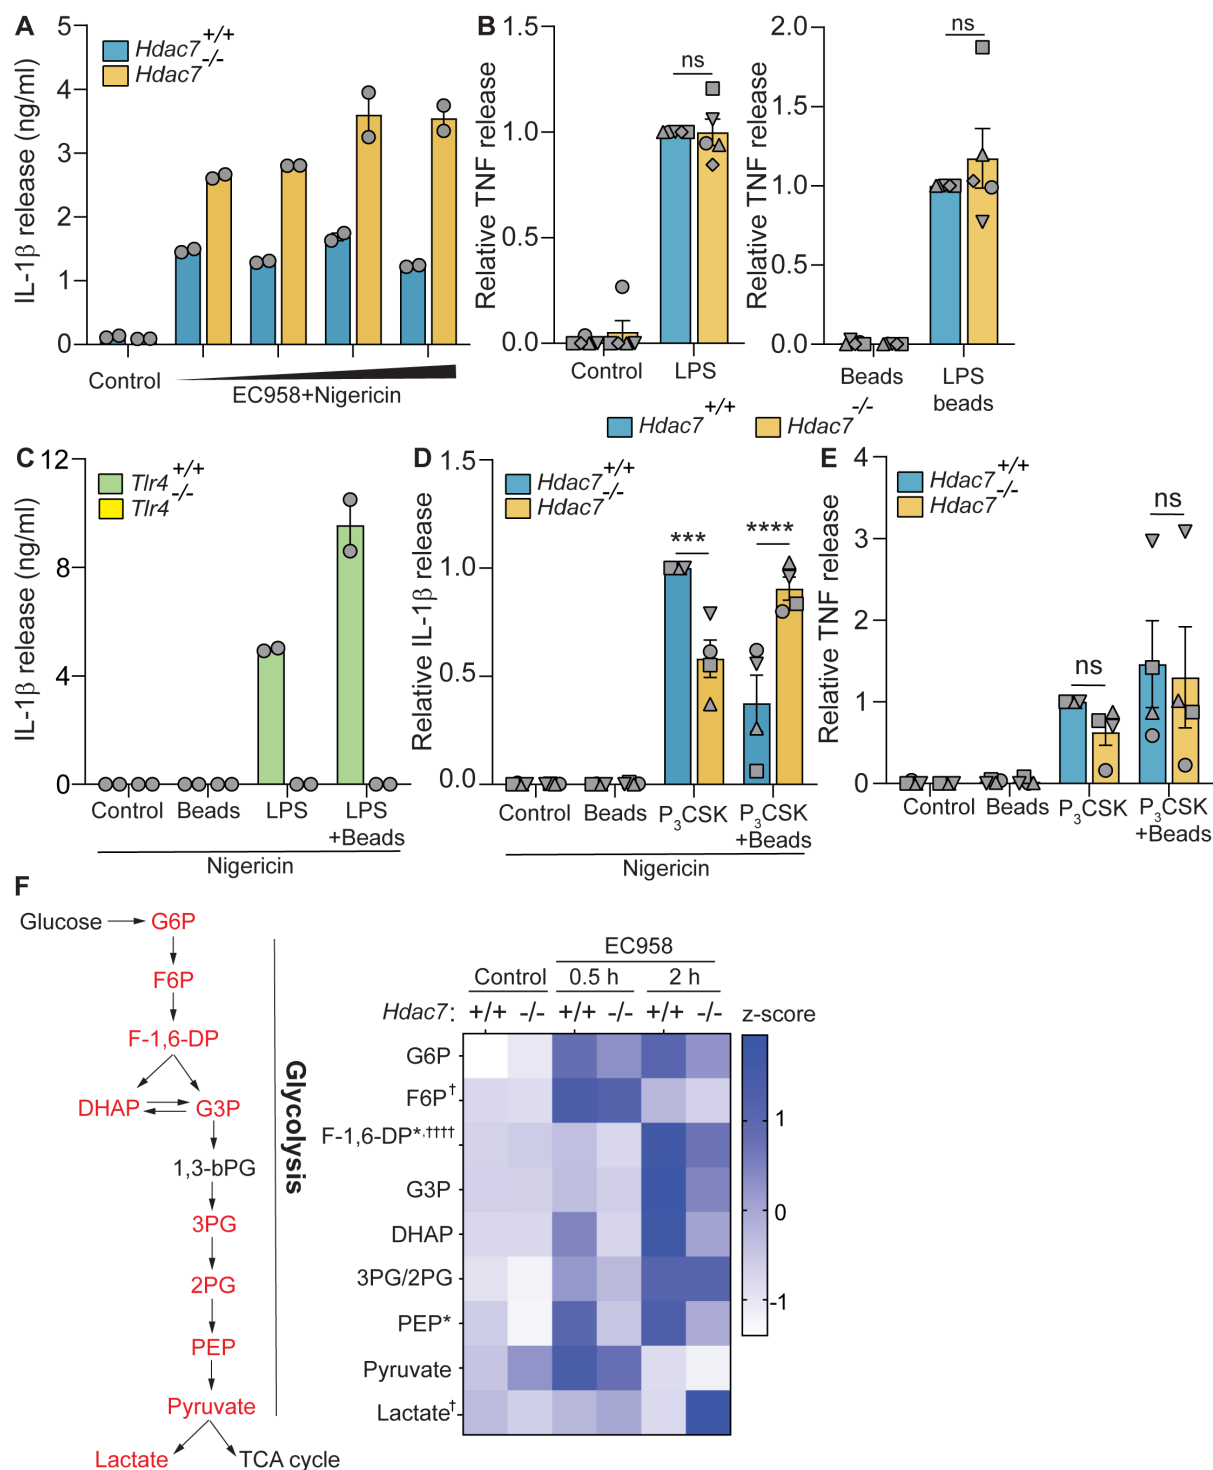 A
IL-1β release (ng/ml)
5
4
3
2
1
0
Hdac7+/+
Hdac7-/-
Control
EC958+Nigericin
B
Relative TNF release
1.5
1.0
0.5
0.0
ns
Control
LPS
Relative TNF release
2.0
1.5
1.0
0.5
0.0
ns
Beads
LPS
beads
Hdac7+/+
Hdac7-/-
C
IL-1β release (ng/ml)
12
8
4
0
Tlr4+/+
Tlr4-/-
Control
Beads
LPS
LPS
+Beads
Nigericin
D
Relative IL-1β release
1.5
1.0
0.5
0.0
Hdac7+/+
Hdac7-/-
***
****
Control
Beads
P3CSK
P3CSK
+Beads
Nigericin
E
Relative TNF release
4
3
2
1
0
Hdac7+/+
Hdac7-/-
ns
ns
Control
Beads
P3CSK
P3CSK
+Beads
F
Glucose
G6P
F6P
F-1,6-DP
DHAP
G3P
1,3-bPG
3PG
2PG
PEP
Pyruvate
Lactate
TCA cycle
Glycolysis
EC958
Control
0.5 h
2 h
Hdac7:
+/+
-/-
+/+
-/-
+/+
-/-
z-score
G6P
F6P†
F-1,6-DP*,††††
G3P
DHAP
3PG/2PG
PEP*
Pyruvate
Lactate†
1
0
-1